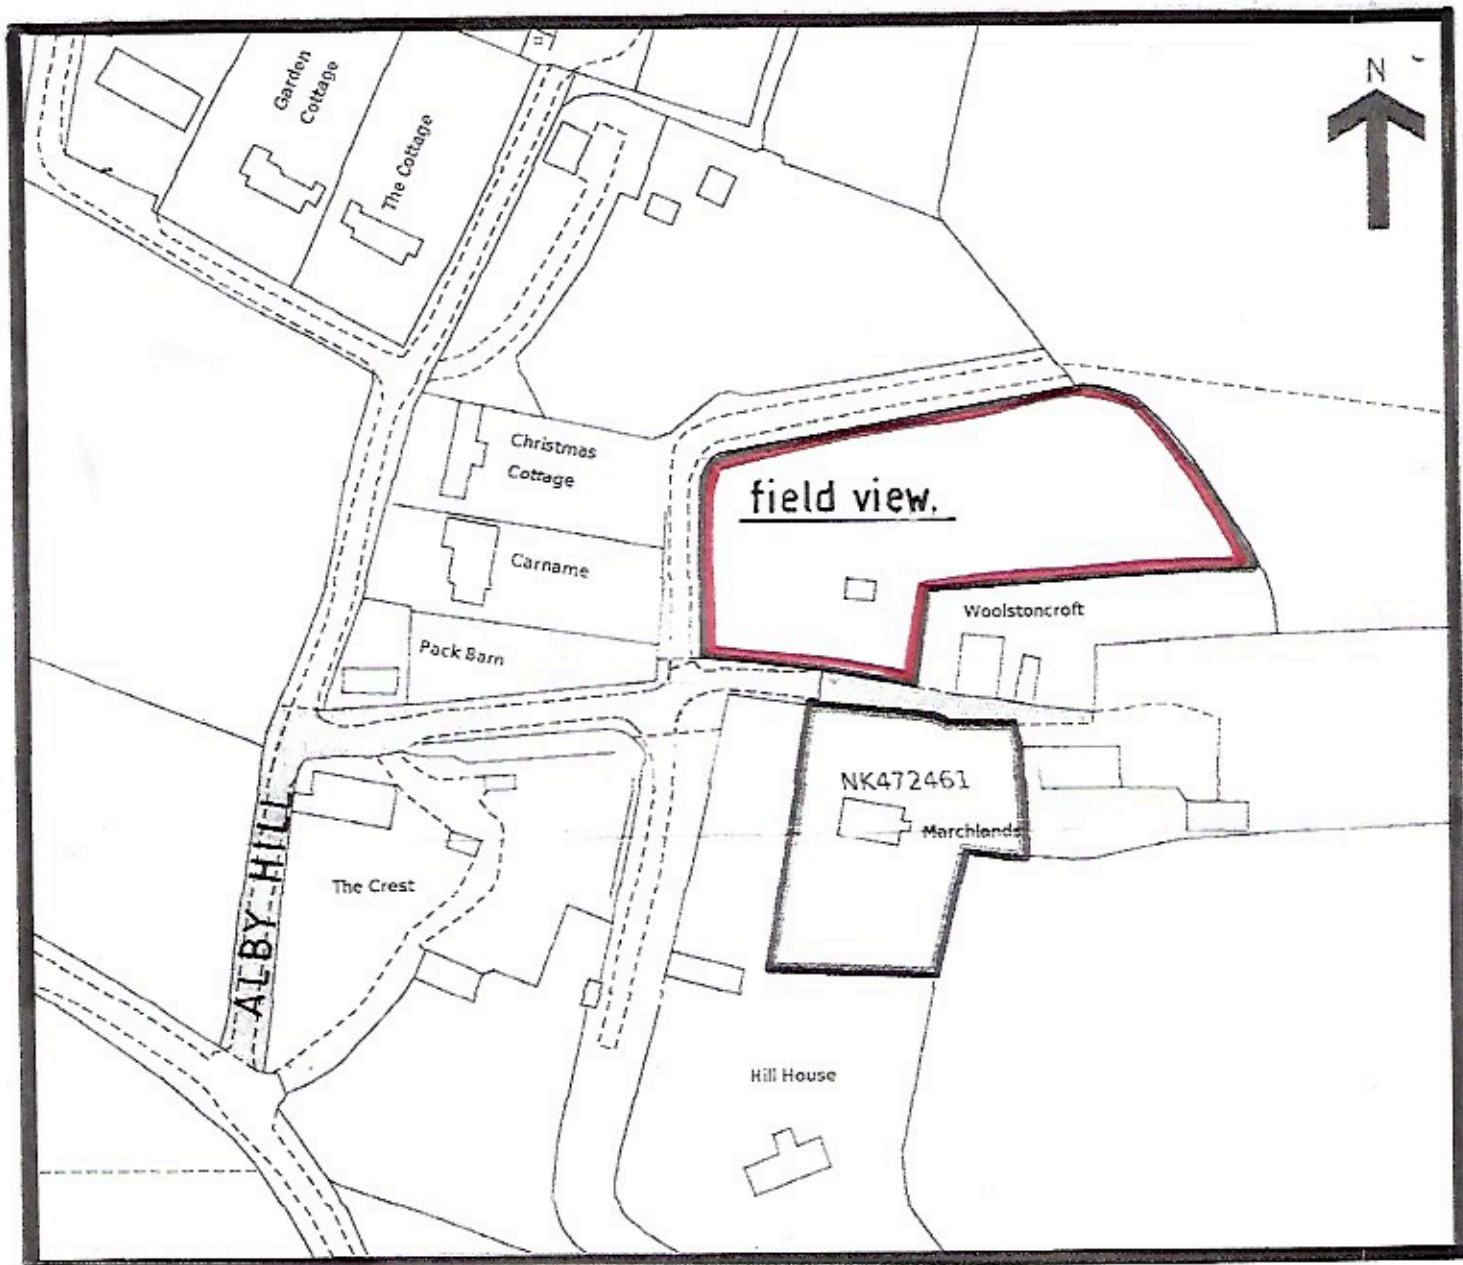 N
Garden
Cottage
The Cottage
Christmas
Cottage
field view.
Carname
Woolstoncroft
Pack Barn
NK472461
Marchlands
The Crest
ALBY HILL
Hill House